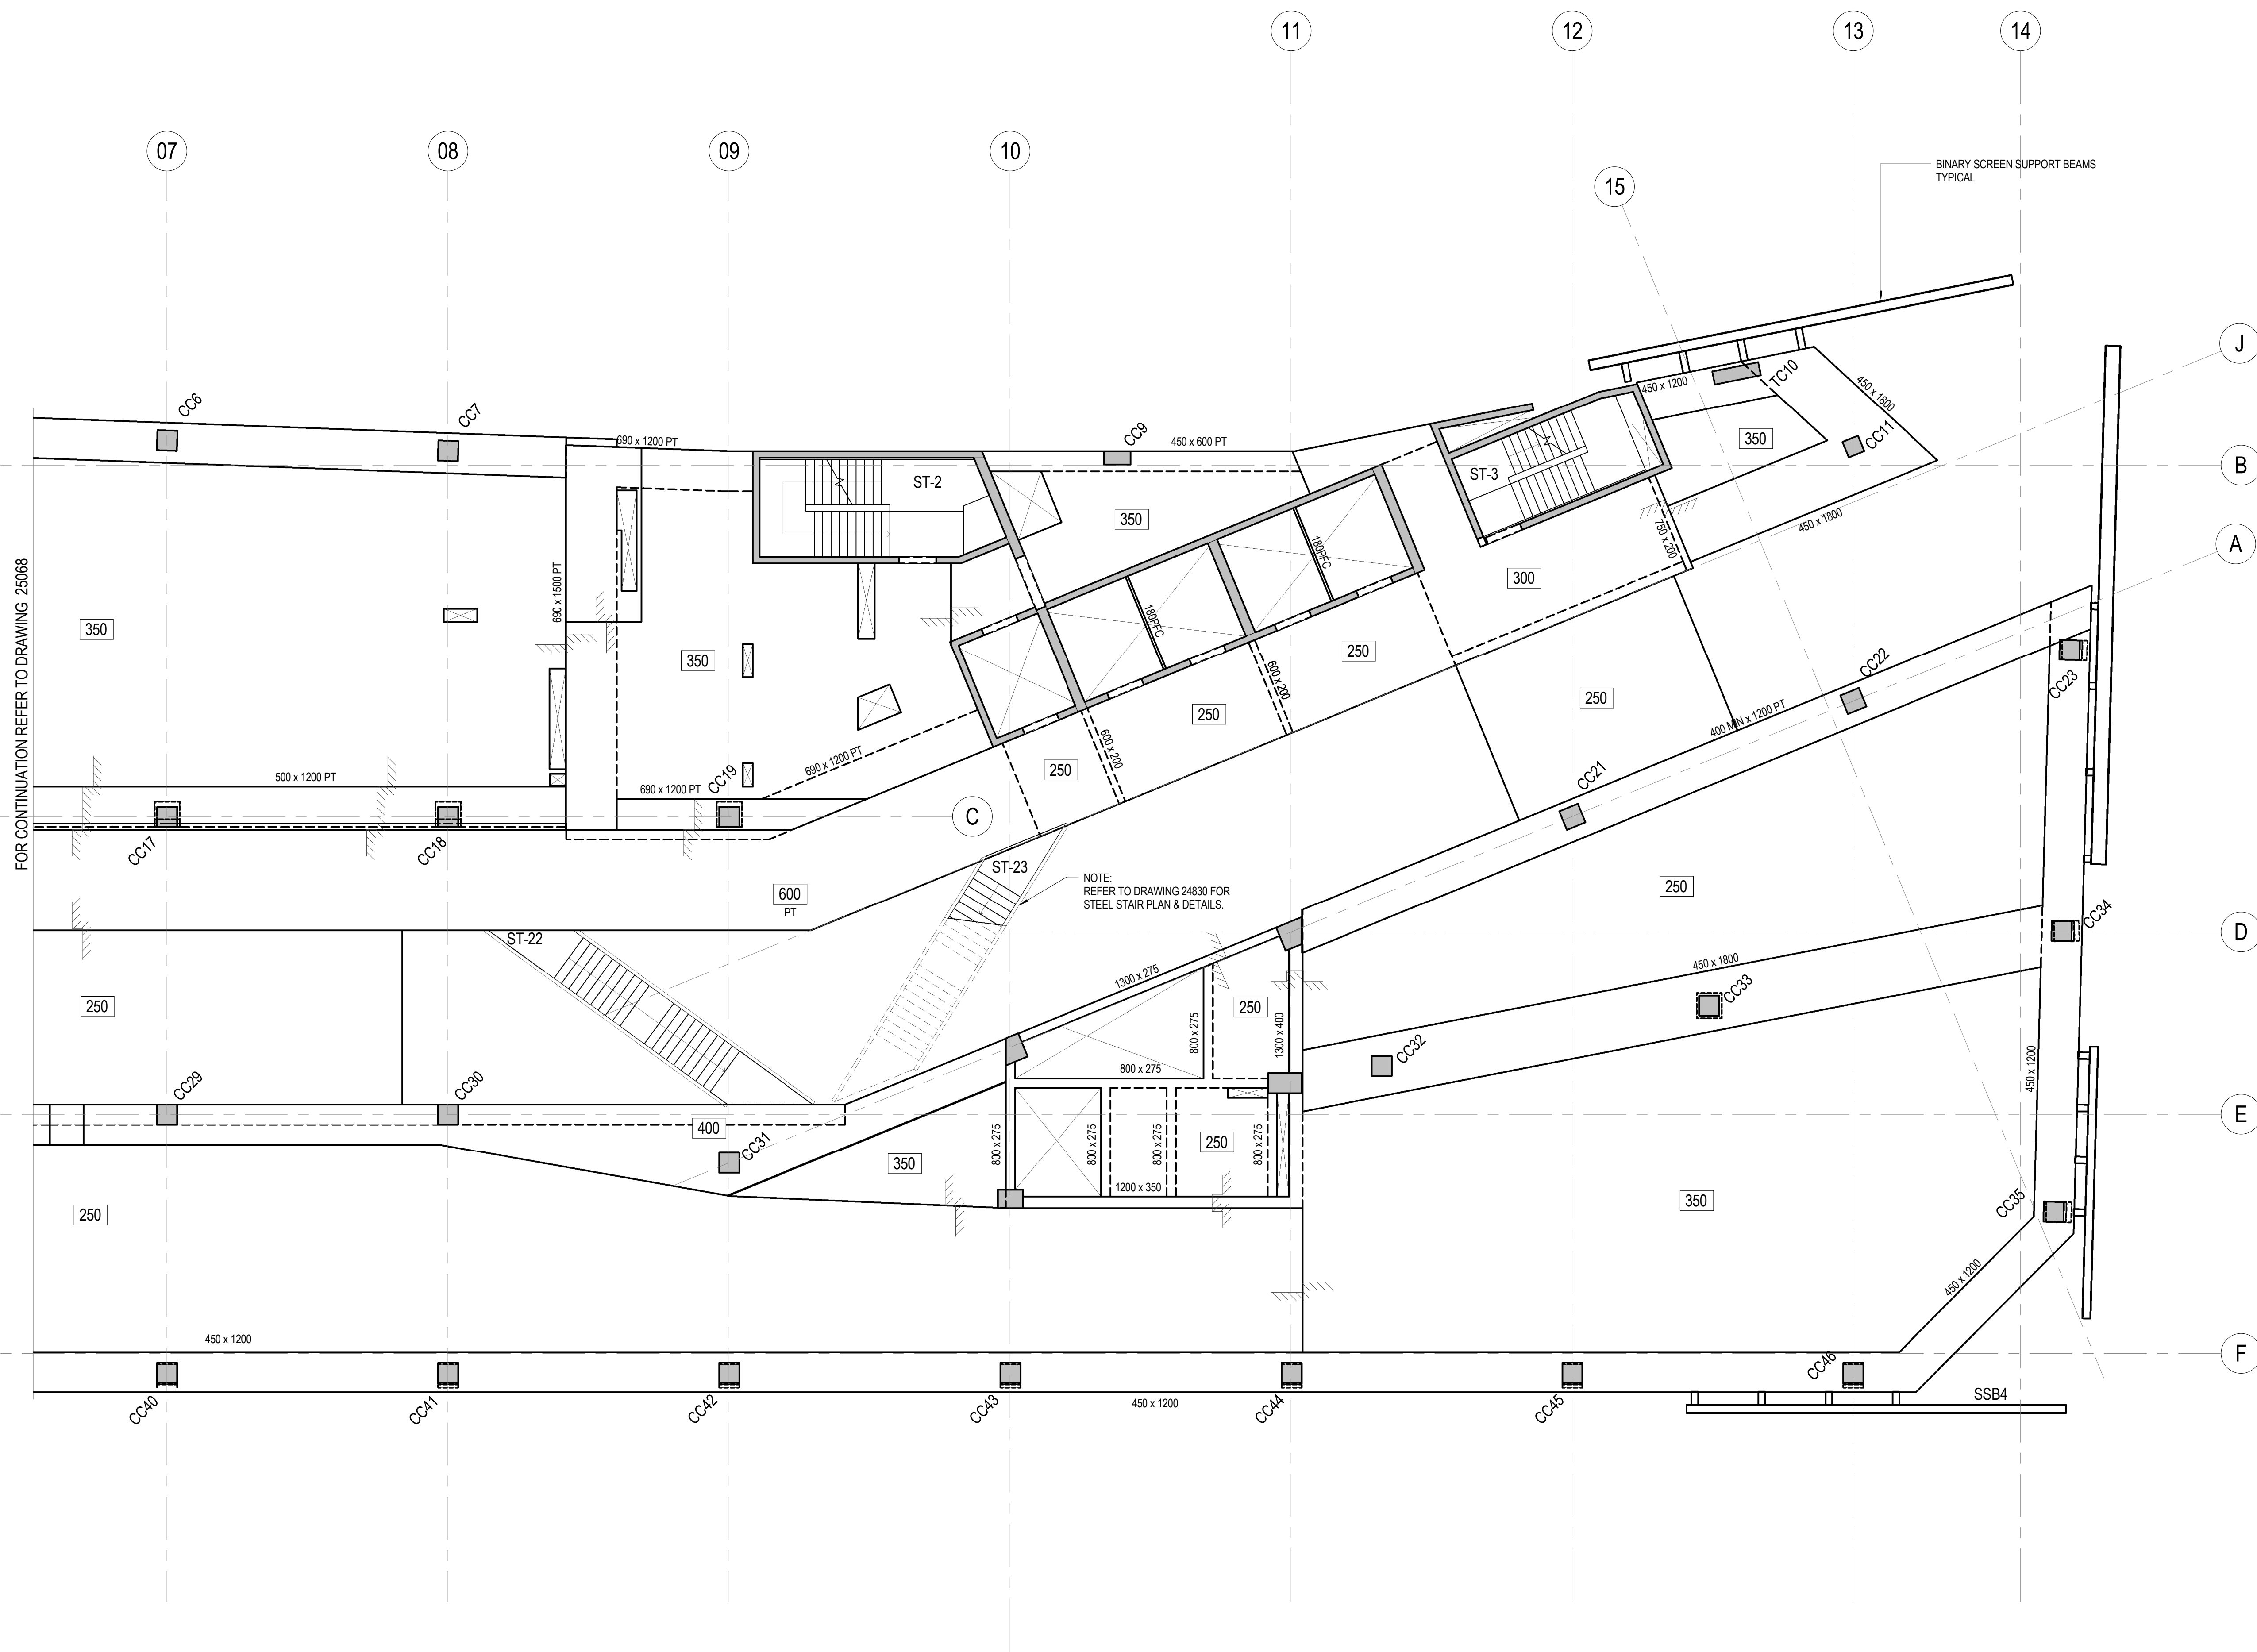 11
12
13
14
07
08
09
10
15
BINARY SCREEN SUPPORT BEAMS
TYPICAL
J
B
A
C
D
E
F
CC6
CC7
690 x 1200 PT
CC9
450 x 600 PT
450 x 1200
TC10
450 x 1800
CC11
350
ST-2
ST-3
350
450 x 1800
750 x 200
180PFC
300
690 x 1500 PT
FOR CONTINUATION REFER TO DRAWING 25068
350
350
180PFC
250
600 x 200
250
250
CC22
CC23
400 MIN x 1200 PT
600 x 200
250
690 x 1200 PT
CC19
500 x 1200 PT
690 x 1200 PT
CC21
CC17
CC18
ST-23
NOTE:
REFER TO DRAWING 24830 FOR
STEEL STAIR PLAN & DETAILS.
600
PT
250
CC34
ST-22
1300 x 275
450 x 1800
CC33
250
250
800 x 275
1300 x 400
CC32
800 x 275
450 x 1200
CC29
CC30
400
CC31
350
800 x 275
800 x 275
800 x 275
250
800 x 275
1200 x 350
250
350
CC35
450 x 1200
450 x 1200
CC40
CC41
CC42
CC43
450 x 1200
CC44
CC45
CC46
SSB4